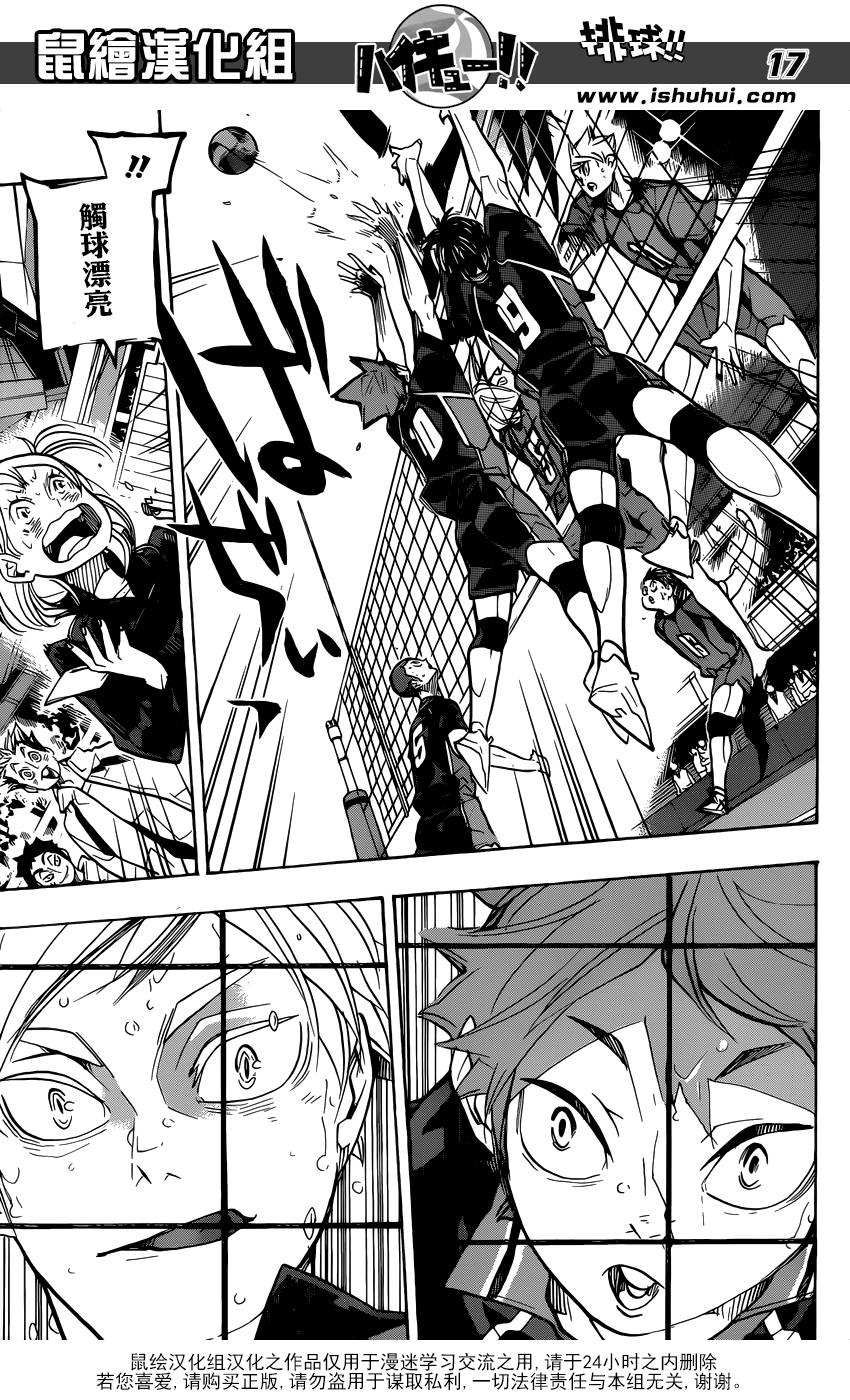 鼠繪漢化組
ハイキュー!!
排球!!
17
www.ishuhui.com
!!
觸球漂亮
9
10
5
5
鼠绘汉化组汉化之作品仅用于漫迷学习交流之用, 请于24小时之内删除
若您喜爱, 请购买正版, 请勿盗用于谋取私利, 一切法律责任与本组无关, 谢谢。